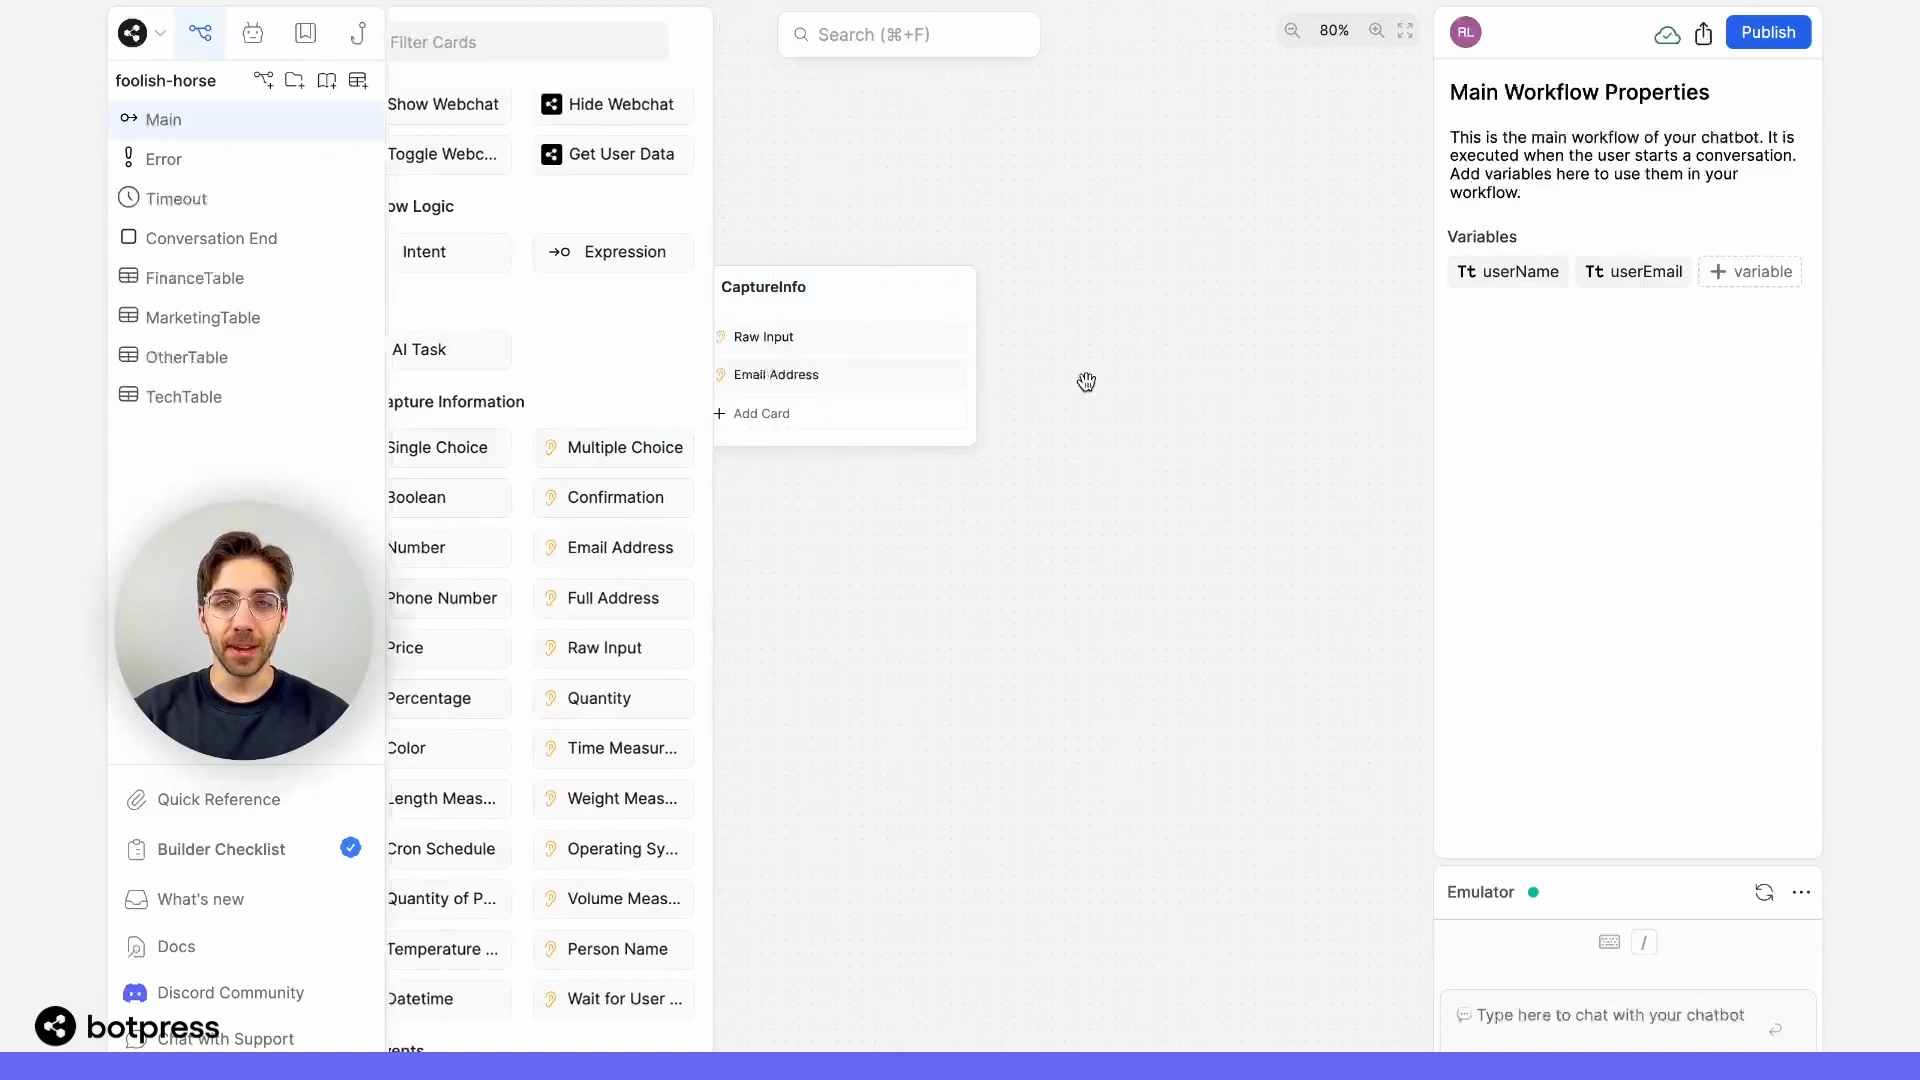 foolish-horse
Main
Error
Timeout
Conversation End
FinanceTable
MarketingTable
OtherTable
TechTable
Quick Reference
Builder Checklist
What's new
Docs
Discord Community
Chat with Support
botpress
Filter Cards
Show Webchat
Hide Webchat
Toggle Webc...
Get User Data
ow Logic
Intent
Expression
AI Task
apture Information
Single Choice
Multiple Choice
Boolean
Confirmation
Number
Email Address
Phone Number
Full Address
Price
Raw Input
Percentage
Quantity
Color
Time Measur...
Length Meas...
Weight Meas...
Cron Schedule
Operating Sy...
Quantity of P...
Volume Meas...
Temperature ...
Person Name
Datetime
Wait for User ...
vents
Search (⌘+F)
80%
CaptureInfo
Raw Input
Email Address
+ Add Card
RL
Publish
Main Workflow Properties
This is the main workflow of your chatbot. It is
executed when the user starts a conversation.
Add variables here to use them in your
workflow.
Variables
Tt userName
Tt userEmail
+ variable
Emulator
/
Type here to chat with your chatbot